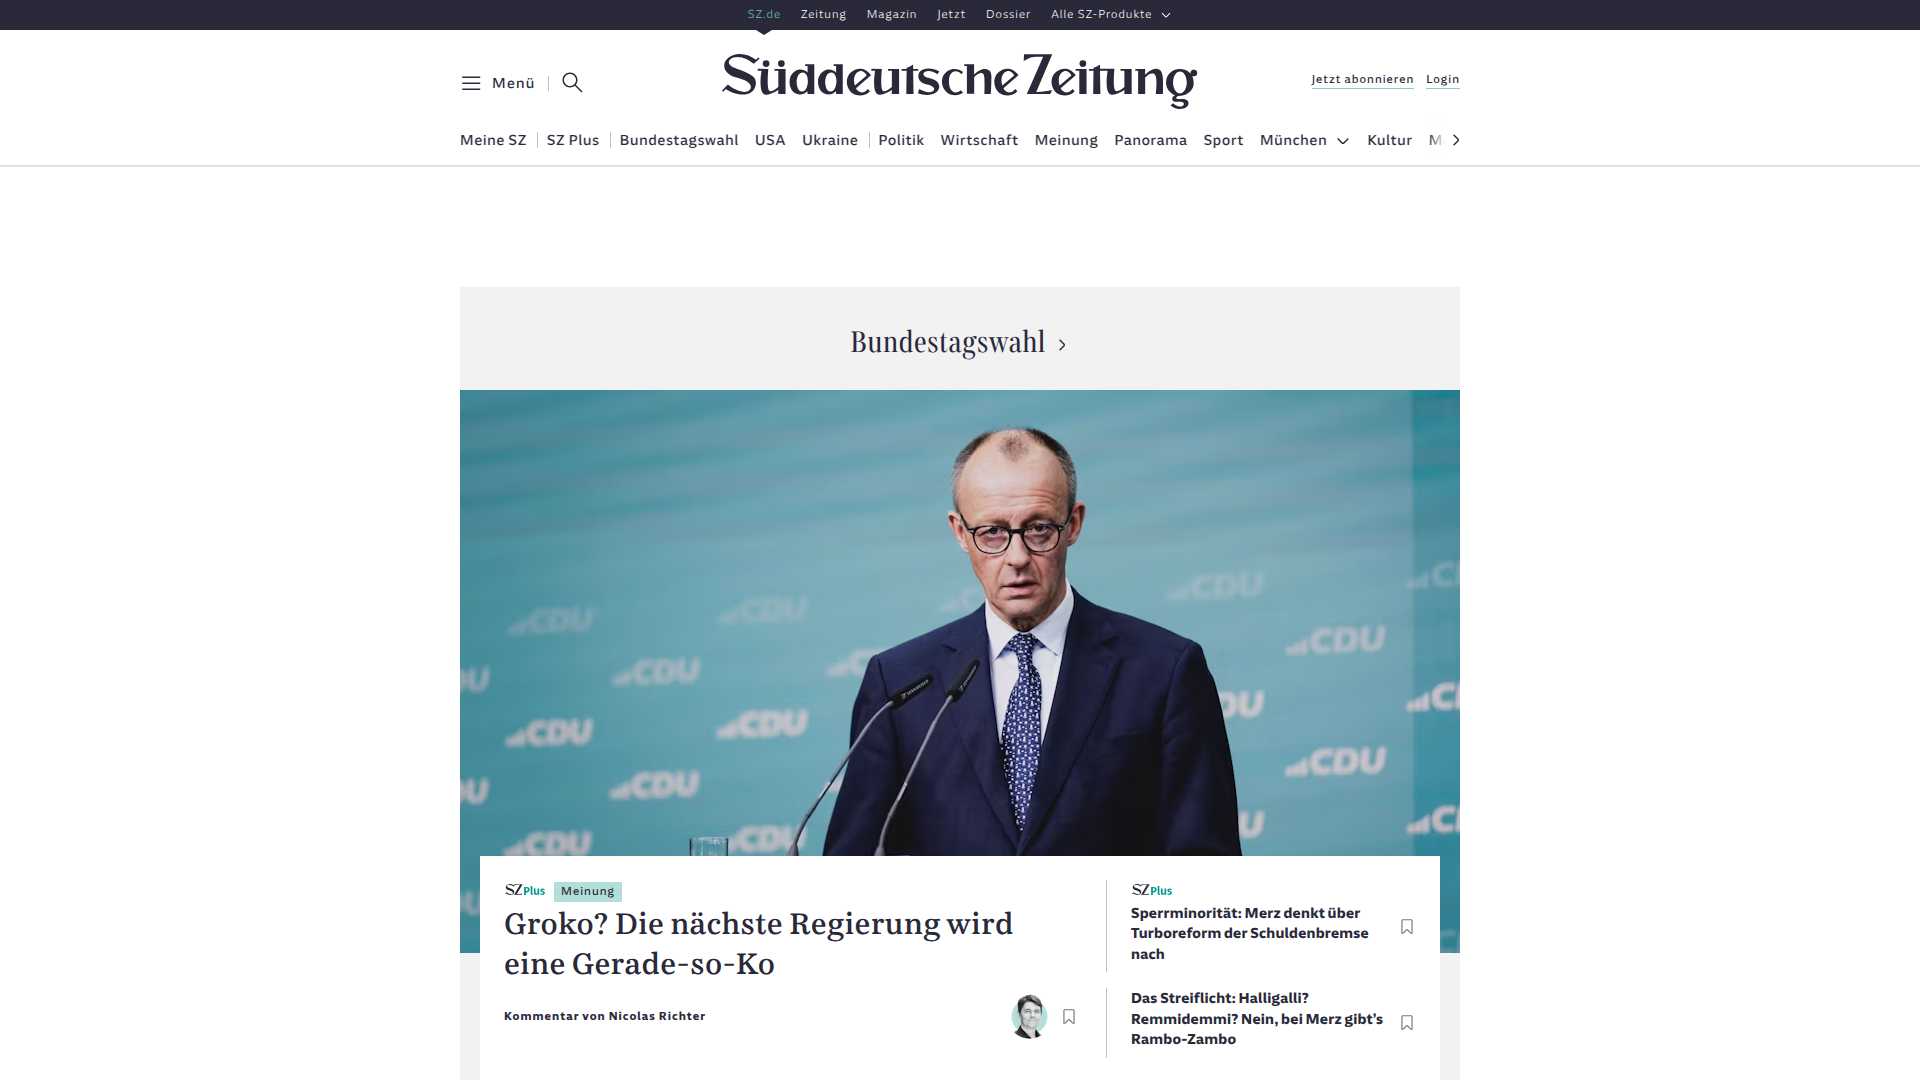 SZ.de Zeitung Magazin Jetzt Dossier Alle SZ-Produkte
Menü
Süddeutsche Zeitung
Jetzt abonnieren Login
Meine SZ SZ Plus Bundestagswahl USA Ukraine Politik Wirtschaft Meinung Panorama Sport München Kultur M
Bundestagswahl
CDU CDU CDU
CDU CDU CDU
CDU CDU
CDU CDU
CDU
CDU CDU
SZ Plus Meinung
Groko? Die nächste Regierung wird
eine Gerade-so-Ko
Kommentar von Nicolas Richter
SZ Plus
Sperrminorität: Merz denkt über
Turboreform der Schuldenbremse
nach
Das Streiflicht: Halligalli?
Remmidemmi? Nein, bei Merz gibt's
Rambo-Zambo